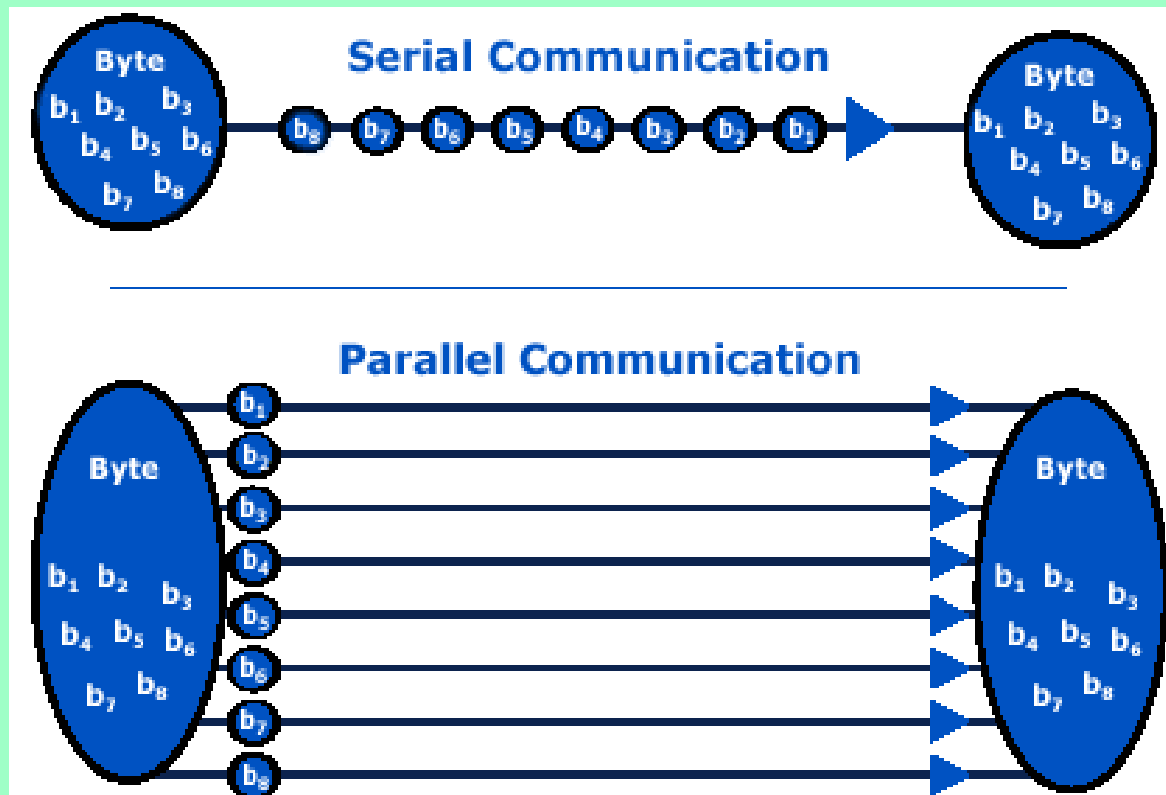 Serial Communication
Byte
b₁ b₂ b₃
b₄ b₅ b₆
b₇ b₈
b₈ b₇ b₆ b₅ b₄ b₃ b₂ b₁
Byte
b₁ b₂ b₃
b₄ b₅ b₆
b₇ b₈
Parallel Communication
Byte
b₁ b₂ b₃
b₄ b₅ b₆
b₇ b₈
b₁
b₂
b₃
b₄
b₅
b₆
b₇
b₈
Byte
b₁ b₂ b₃
b₄ b₅ b₆
b₇ b₈